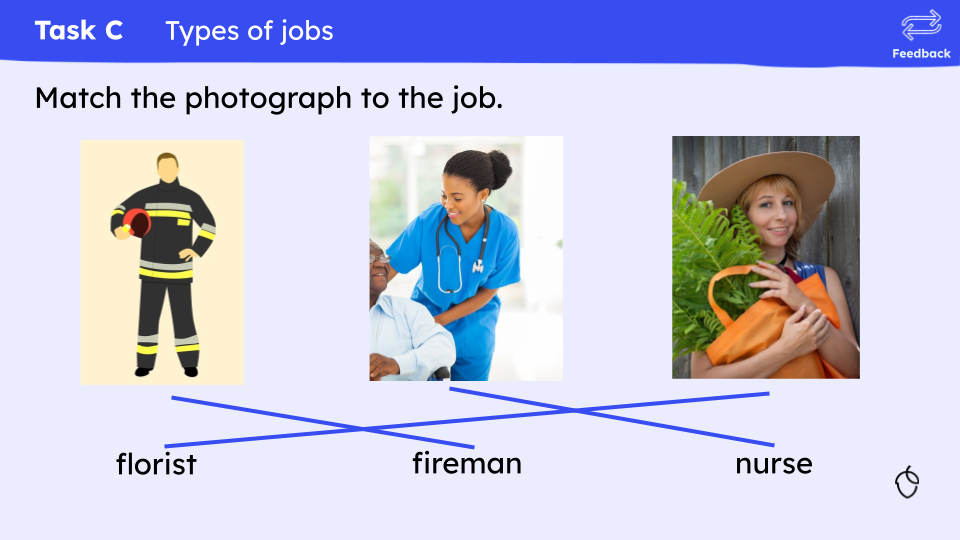 Task C Types of jobs
Feedback
Match the photograph to the job.
florist fireman nurse